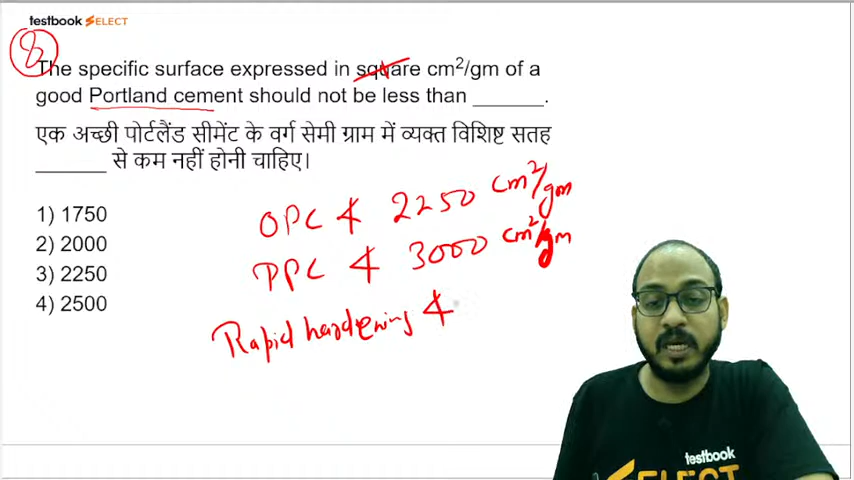 testbook SELECT
8
The specific surface expressed in square cm²/gm of a
good Portland cement should not be less than ______.
एक अच्छी पोर्टलैंड सीमेंट के वर्ग सेमी ग्राम में व्यक्त विशिष्ट सतह
______ से कम नहीं होनी चाहिए।
1) 1750
2) 2000
3) 2250
4) 2500
OPC ≮ 2250 cm²/gm
PPC ≮ 3000 cm²/gm
Rapid hardening ≮
testbook
SELECT